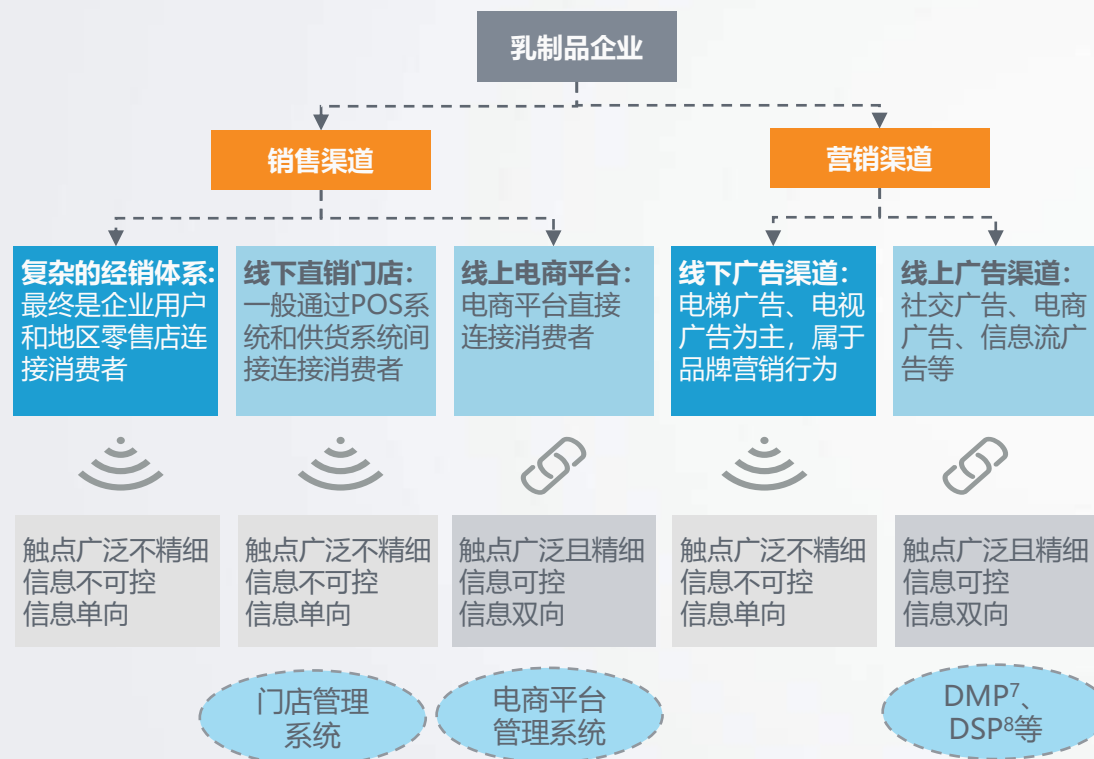 乳制品企业
销售渠道
营销渠道
复杂的经销体系:
最终是企业用户
和地区零售店连
接消费者
线下直销门店：
一般通过POS系
统和供货系统间
接连接消费者
线上电商平台：
电商平台直接
连接消费者
线下广告渠道：
电梯广告、电视
广告为主，属于
品牌营销行为
线上广告渠道：
社交广告、电商
广告、信息流广
告等
触点广泛不精细
信息不可控
信息单向
触点广泛不精细
信息不可控
信息单向
触点广泛且精细
信息可控
信息双向
触点广泛不精细
信息不可控
信息单向
触点广泛且精细
信息可控
信息双向
门店管理
系统
电商平台
管理系统
DMP⁷、
DSP⁸等